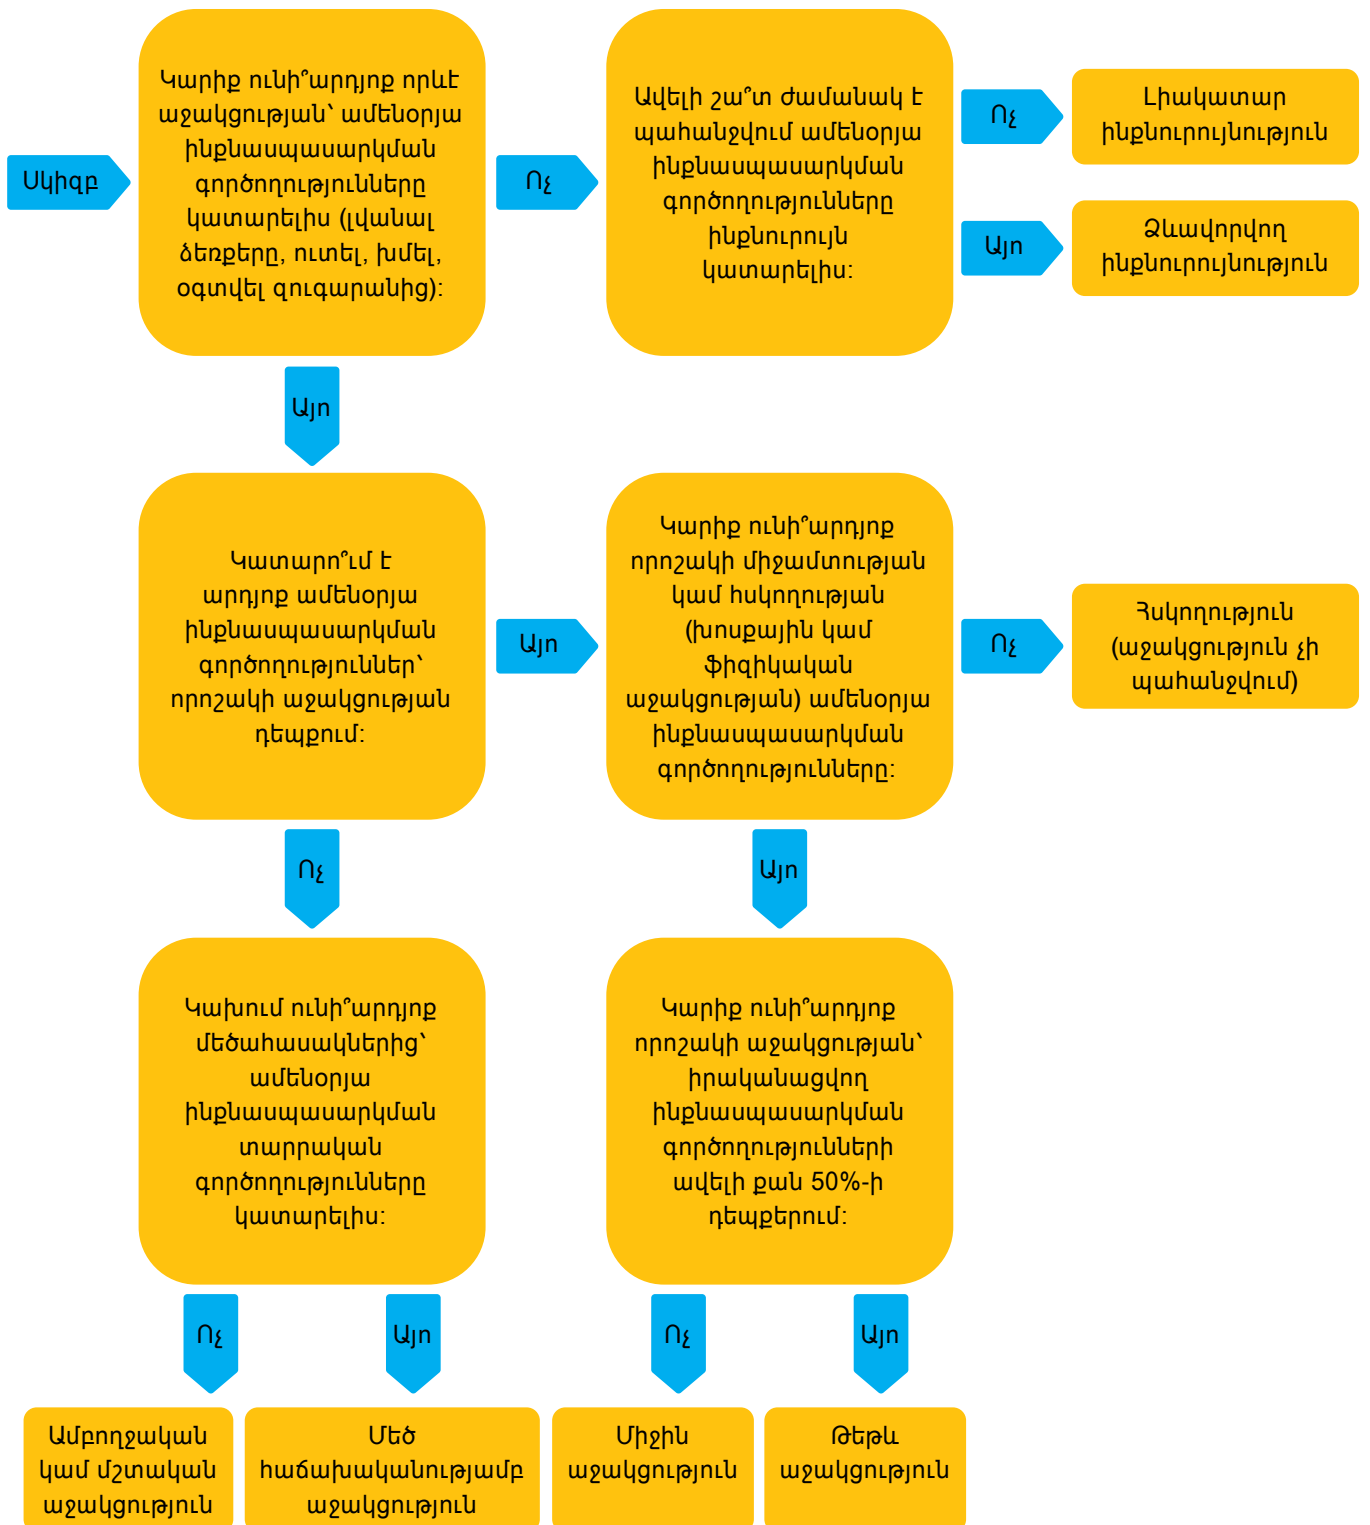 Սկիզբ
Կարիք ունի՞արդյոք որևէ
աջակցության՝ ամենօրյա
ինքնասպասարկման
գործողությունները
կատարելիս (լվանալ
ձեռքերը, ուտել, խմել,
օգտվել զուգարանից):
Ոչ
Ավելի շա՞տ ժամանակ է
պահանջվում ամենօրյա
ինքնասպասարկման
գործողությունները
ինքնուրույն
կատարելիս:
Ոչ
Լիակատար
ինքնուրույնություն
Այո
Ձևավորվող
ինքնուրույնություն
Այո
Կատարո՞ւմ է
արդյոք ամենօրյա
ինքնասպասարկման
գործողություններ՝
որոշակի աջակցության
դեպքում:
Այո
Կարիք ունի՞արդյոք
որոշակի միջամտության
կամ հսկողության
(խոսքային կամ
ֆիզիկական
աջակցության) ամենօրյա
ինքնասպասարկման
գործողությունները:
Ոչ
Հսկողություն
(աջակցություն չի
պահանջվում)
Ոչ
Այո
Կախում ունի՞արդյոք
մեծահասակներից՝
ամենօրյա
ինքնասպասարկման
տարրական
գործողությունները
կատարելիս:
Կարիք ունի՞արդյոք
որոշակի աջակցության՝
իրականացվող
ինքնասպասարկման
գործողությունների
ավելի քան 50%-ի
դեպքերում:
Ոչ
Այո
Ոչ
Այո
Ամբողջական
կամ մշտական
աջակցություն
Մեծ
հաճախականությամբ
աջակցություն
Միջին
աջակցություն
Թեթև
աջակցություն